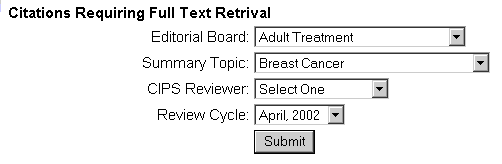 Citations Requiring Full Text Retrival
Editorial Board: Adult Treatment
Summary Topic: Breast Cancer
CIPS Reviewer: Select One
Review Cycle: April, 2002
Submit